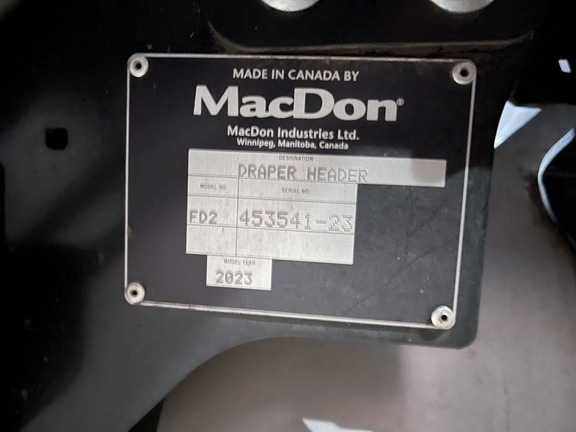 MADE IN CANADA BY
MacDon®
MacDon Industries Ltd.
Winnipeg, Manitoba, Canada
DESIGNATION
DRAPER HEADER
MODEL NO. SERIAL NO.
FD2 453541-23
MODEL YEAR
2023